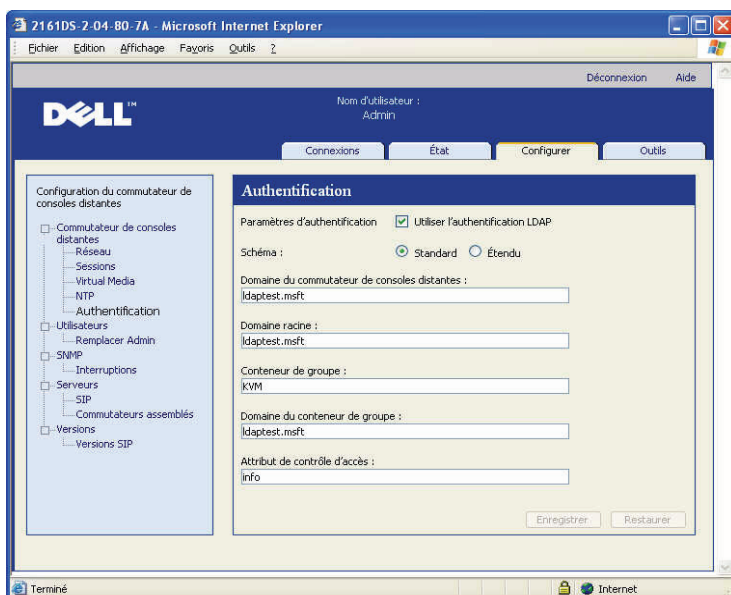 2161DS-2-04-80-7A - Microsoft Internet Explorer
Fichier Edition Affichage Favoris Outils ?
Déconnexion Aide
DELL™
Nom d'utilisateur :
Admin
Connexions État Configurer Outils
Configuration du commutateur de
consoles distantes
Commutateur de consoles
distantes
Réseau
Sessions
Virtual Media
NTP
Authentification
Utilisateurs
Remplacer Admin
SNMP
Interruptions
Serveurs
SIP
Commutateurs assemblés
Versions
Versions SIP
Authentification
Paramètres d'authentification Utiliser l'authentification LDAP
Schéma : Standard Étendu
Domaine du commutateur de consoles distantes :
ldaptest.msft
Domaine racine :
ldaptest.msft
Conteneur de groupe :
KVM
Domaine du conteneur de groupe :
ldaptest.msft
Attribut de contrôle d'accès :
info
Enregistrer Restaurer
Terminé Internet